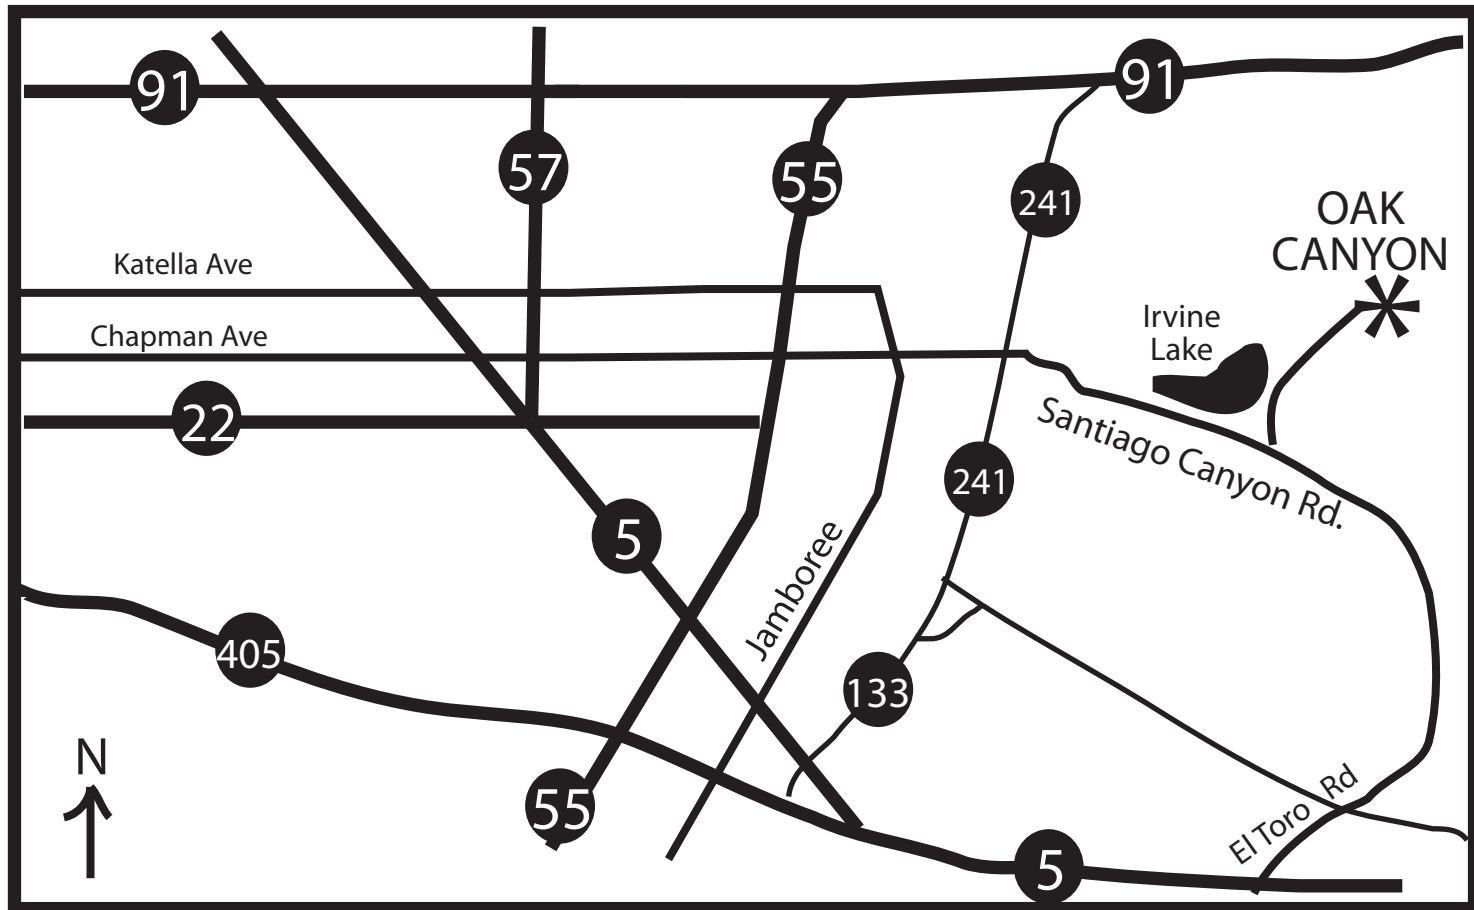 91
91
57
55
241
OAK
CANYON
Katella Ave
Irvine
Lake
Chapman Ave
22
Santiago Canyon Rd.
241
5
Jamboree
405
133
N
55
El Toro Rd
5